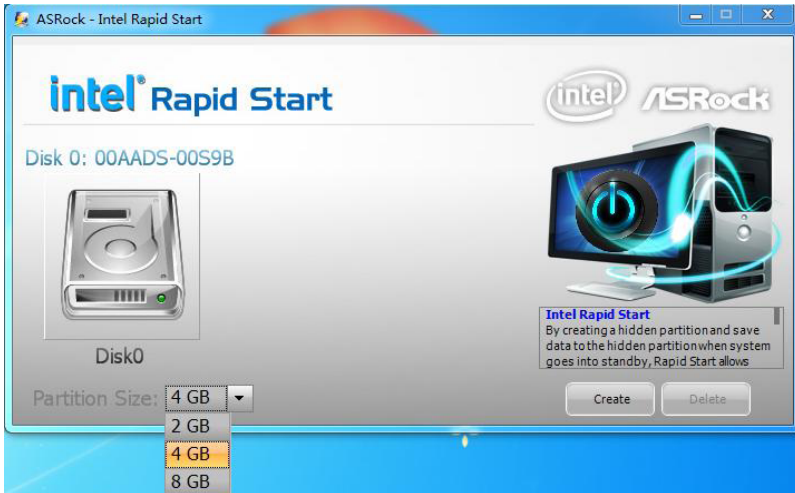 ASRock - Intel Rapid Start
intel® Rapid Start
intel ASRock
Disk 0: 00AADS-00S9B
Disk0
Intel Rapid Start
By creating a hidden partition and save
data to the hidden partition when system
goes into standby, Rapid Start allows
Partition Size: 4 GB
2 GB
4 GB
8 GB
Create
Delete